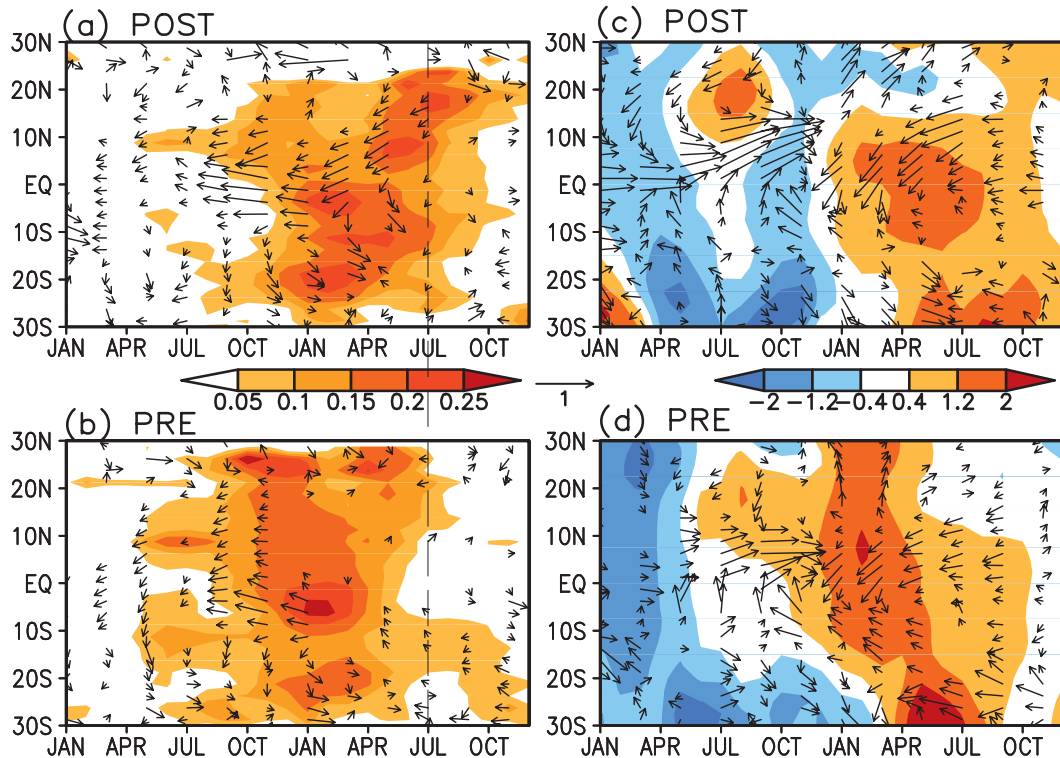 (a) POST
30N
20N
10N
EQ
10S
20S
30S
JAN APR JUL OCT JAN APR JUL OCT
(c) POST
30N
20N
10N
EQ
10S
20S
30S
JAN APR JUL OCT JAN APR JUL OCT
0.05 0.1 0.15 0.2 0.25
1
-2 -1.2 -0.4 0.4 1.2 2
(b) PRE
30N
20N
10N
EQ
10S
20S
30S
JAN APR JUL OCT JAN APR JUL OCT
(d) PRE
30N
20N
10N
EQ
10S
20S
30S
JAN APR JUL OCT JAN APR JUL OCT